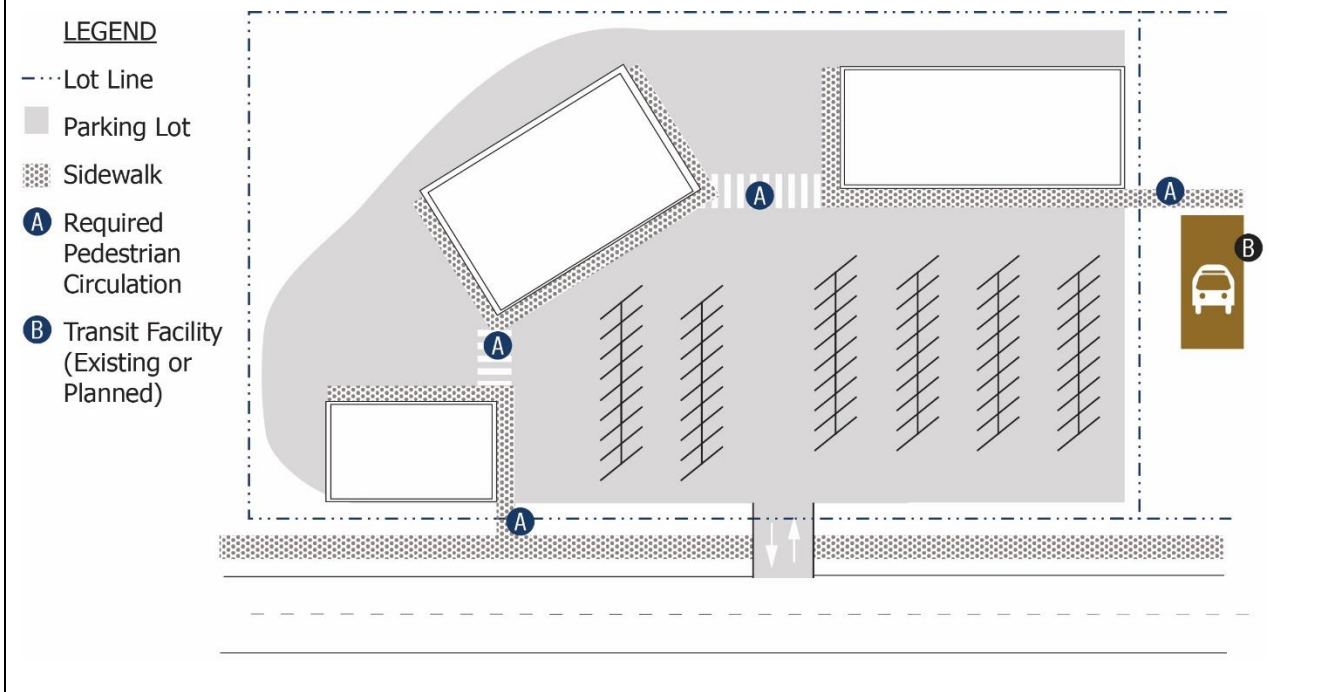 LEGEND
Lot Line
Parking Lot
Sidewalk
A Required
Pedestrian
Circulation
B Transit Facility
(Existing or
Planned)
A
A
B
A
A